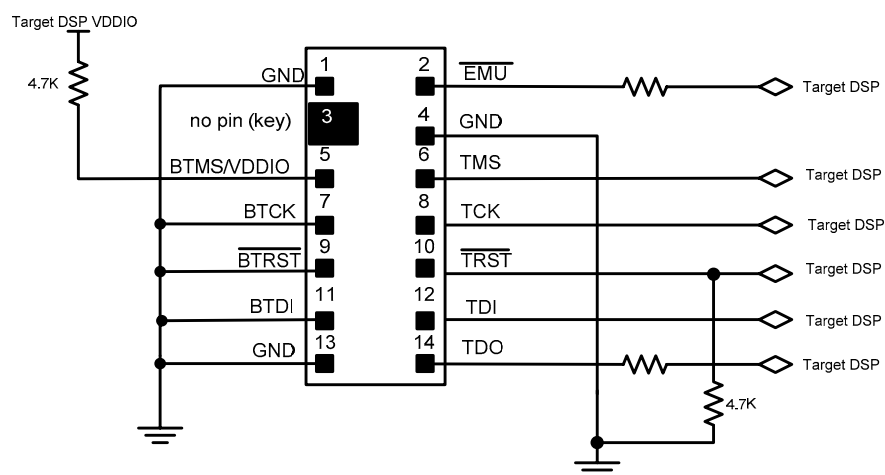 Target DSP VDDIO
4.7K
GND 1 2 EMU Target DSP
no pin (key) 3 4 GND
BTMS/VDDIO 5 6 TMS Target DSP
BTCK 7 8 TCK Target DSP
BTRST 9 10 TRST Target DSP
BTDI 11 12 TDI Target DSP
GND 13 14 TDO Target DSP
4.7K